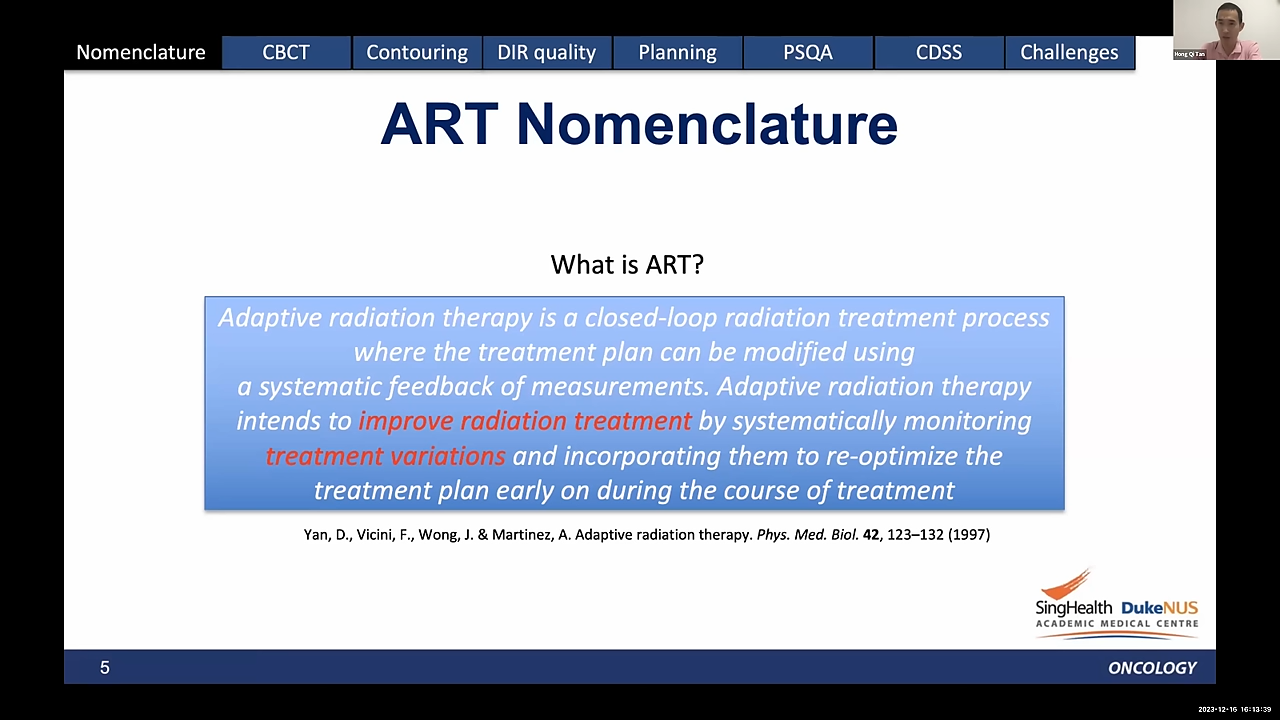 Nomenclature CBCT Contouring DIR quality Planning PSQA CDSS Challenges
Hong Qi Tan
ART Nomenclature
What is ART?
Adaptive radiation therapy is a closed-loop radiation treatment process
where the treatment plan can be modified using
a systematic feedback of measurements. Adaptive radiation therapy
intends to improve radiation treatment by systematically monitoring
treatment variations and incorporating them to re-optimize the
treatment plan early on during the course of treatment
Yan, D., Vicini, F., Wong, J. & Martinez, A. Adaptive radiation therapy. Phys. Med. Biol. 42, 123–132 (1997)
SingHealth DukeNUS
ACADEMIC MEDICAL CENTRE
5
ONCOLOGY
2023-12-16 16:13:39